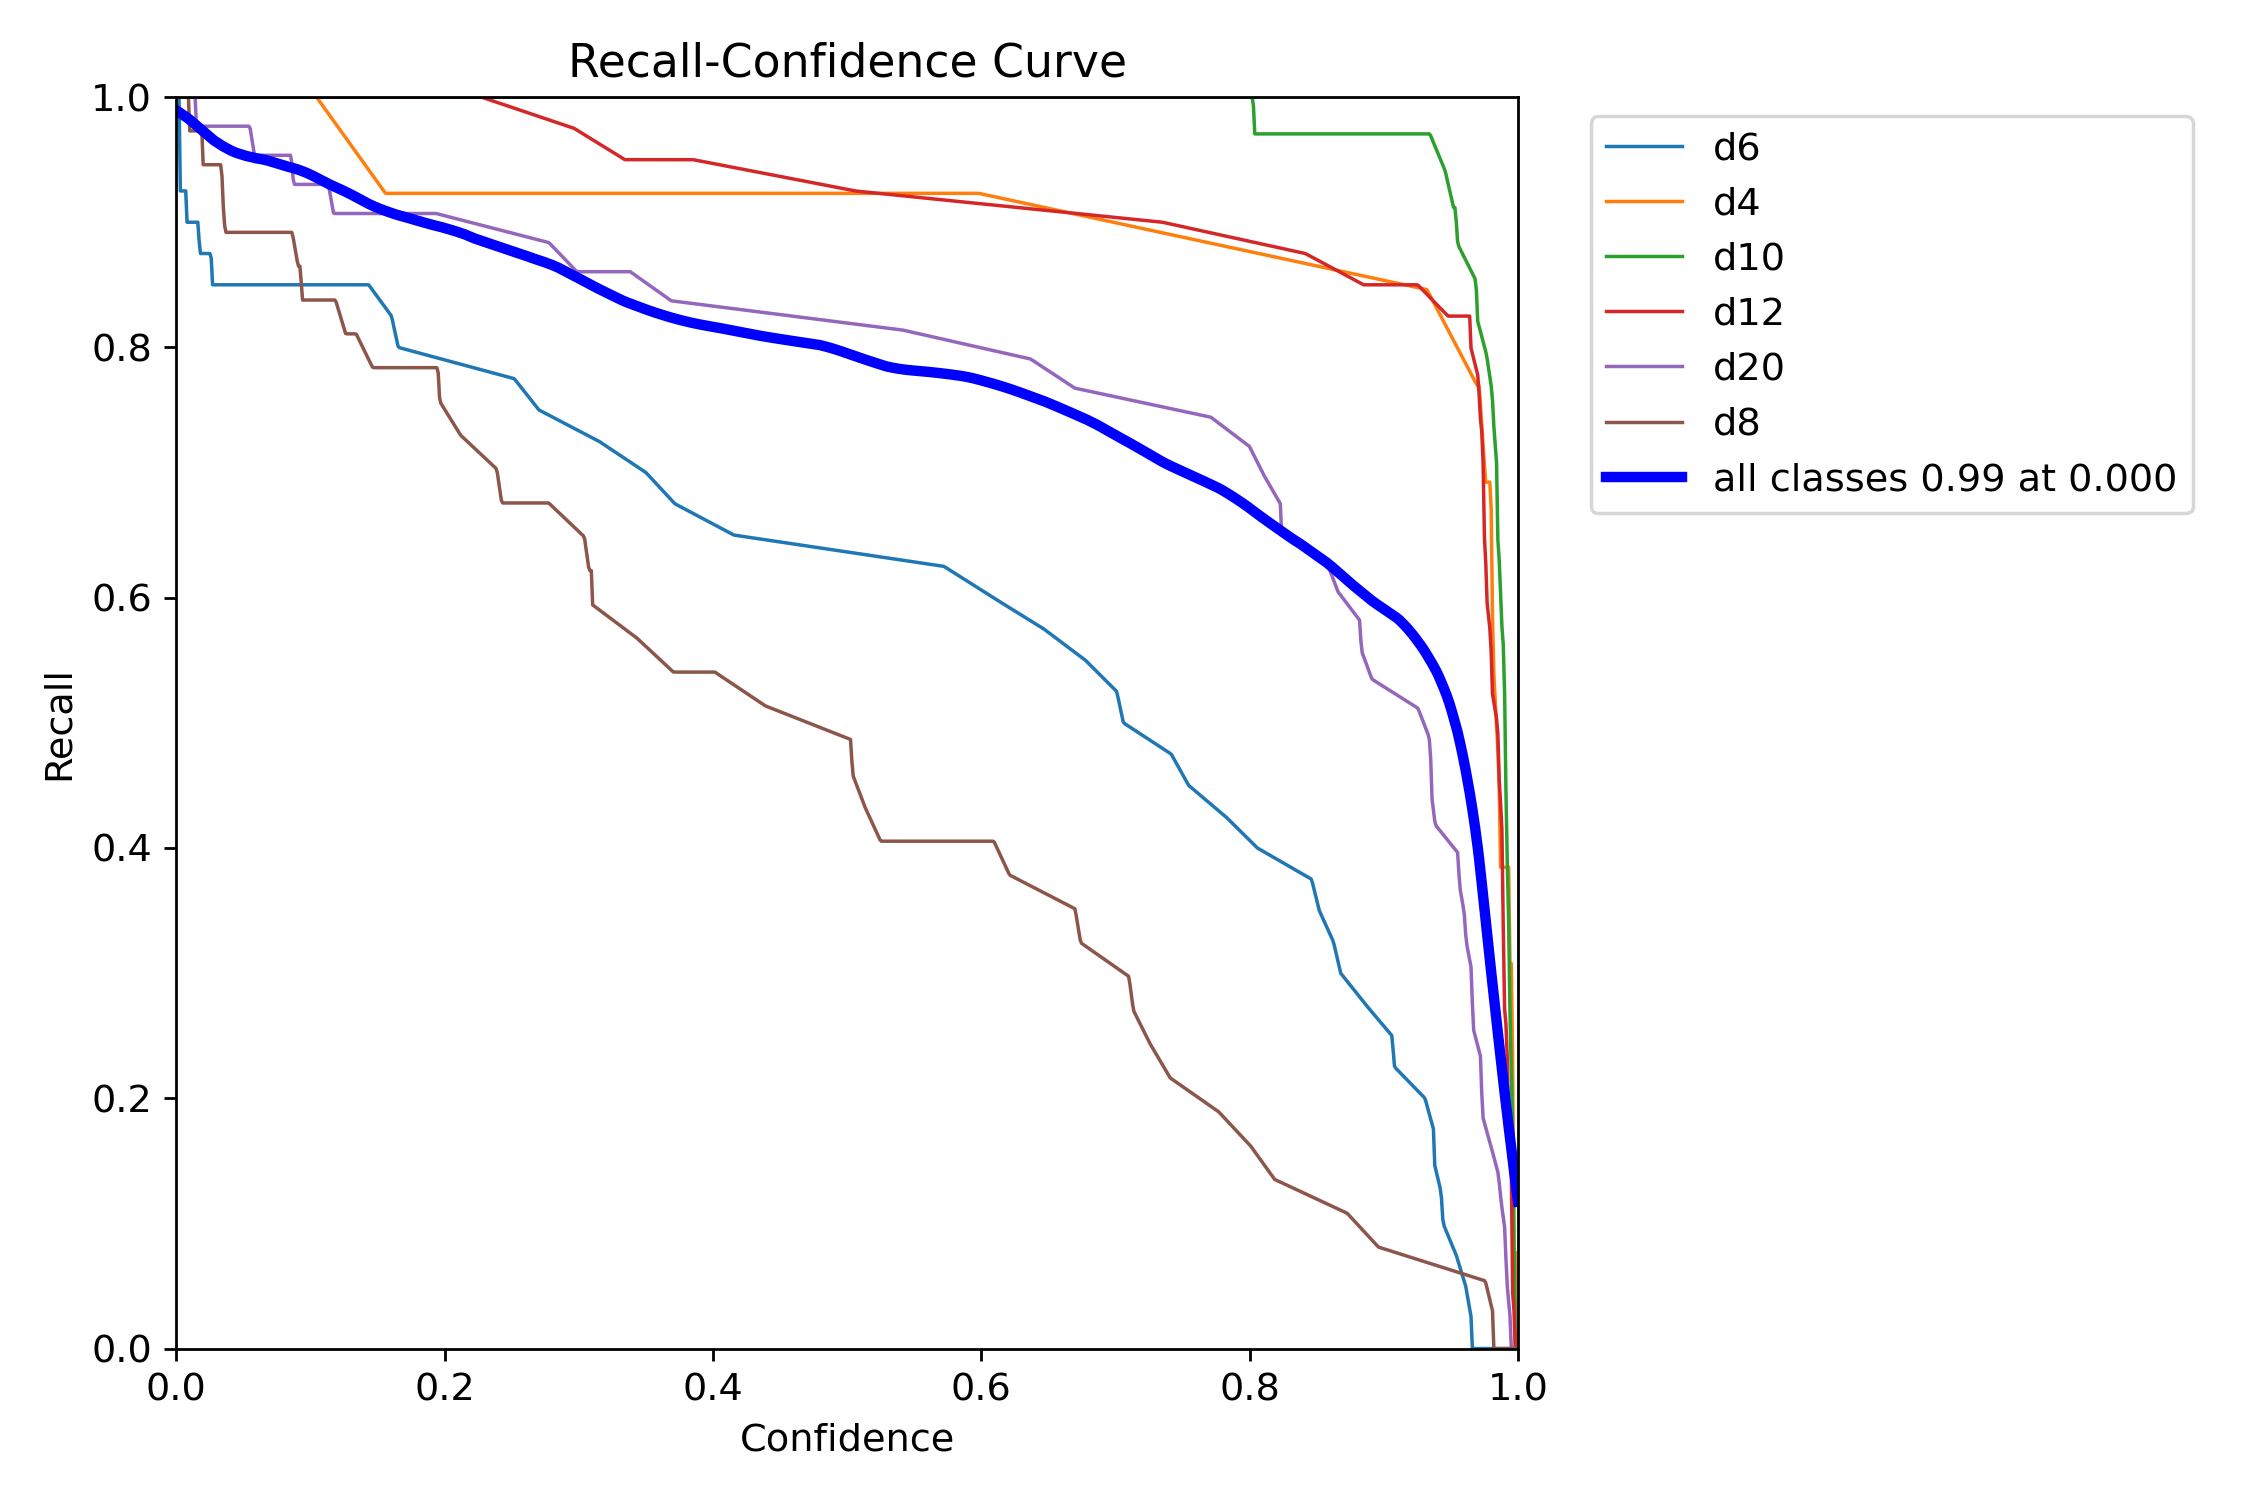 Recall-Confidence Curve
1.0
0.8
0.6
0.4
0.2
0.0
Recall
0.0 0.2 0.4 0.6 0.8 1.0
Confidence
d6
d4
d10
d12
d20
d8
all classes 0.99 at 0.000